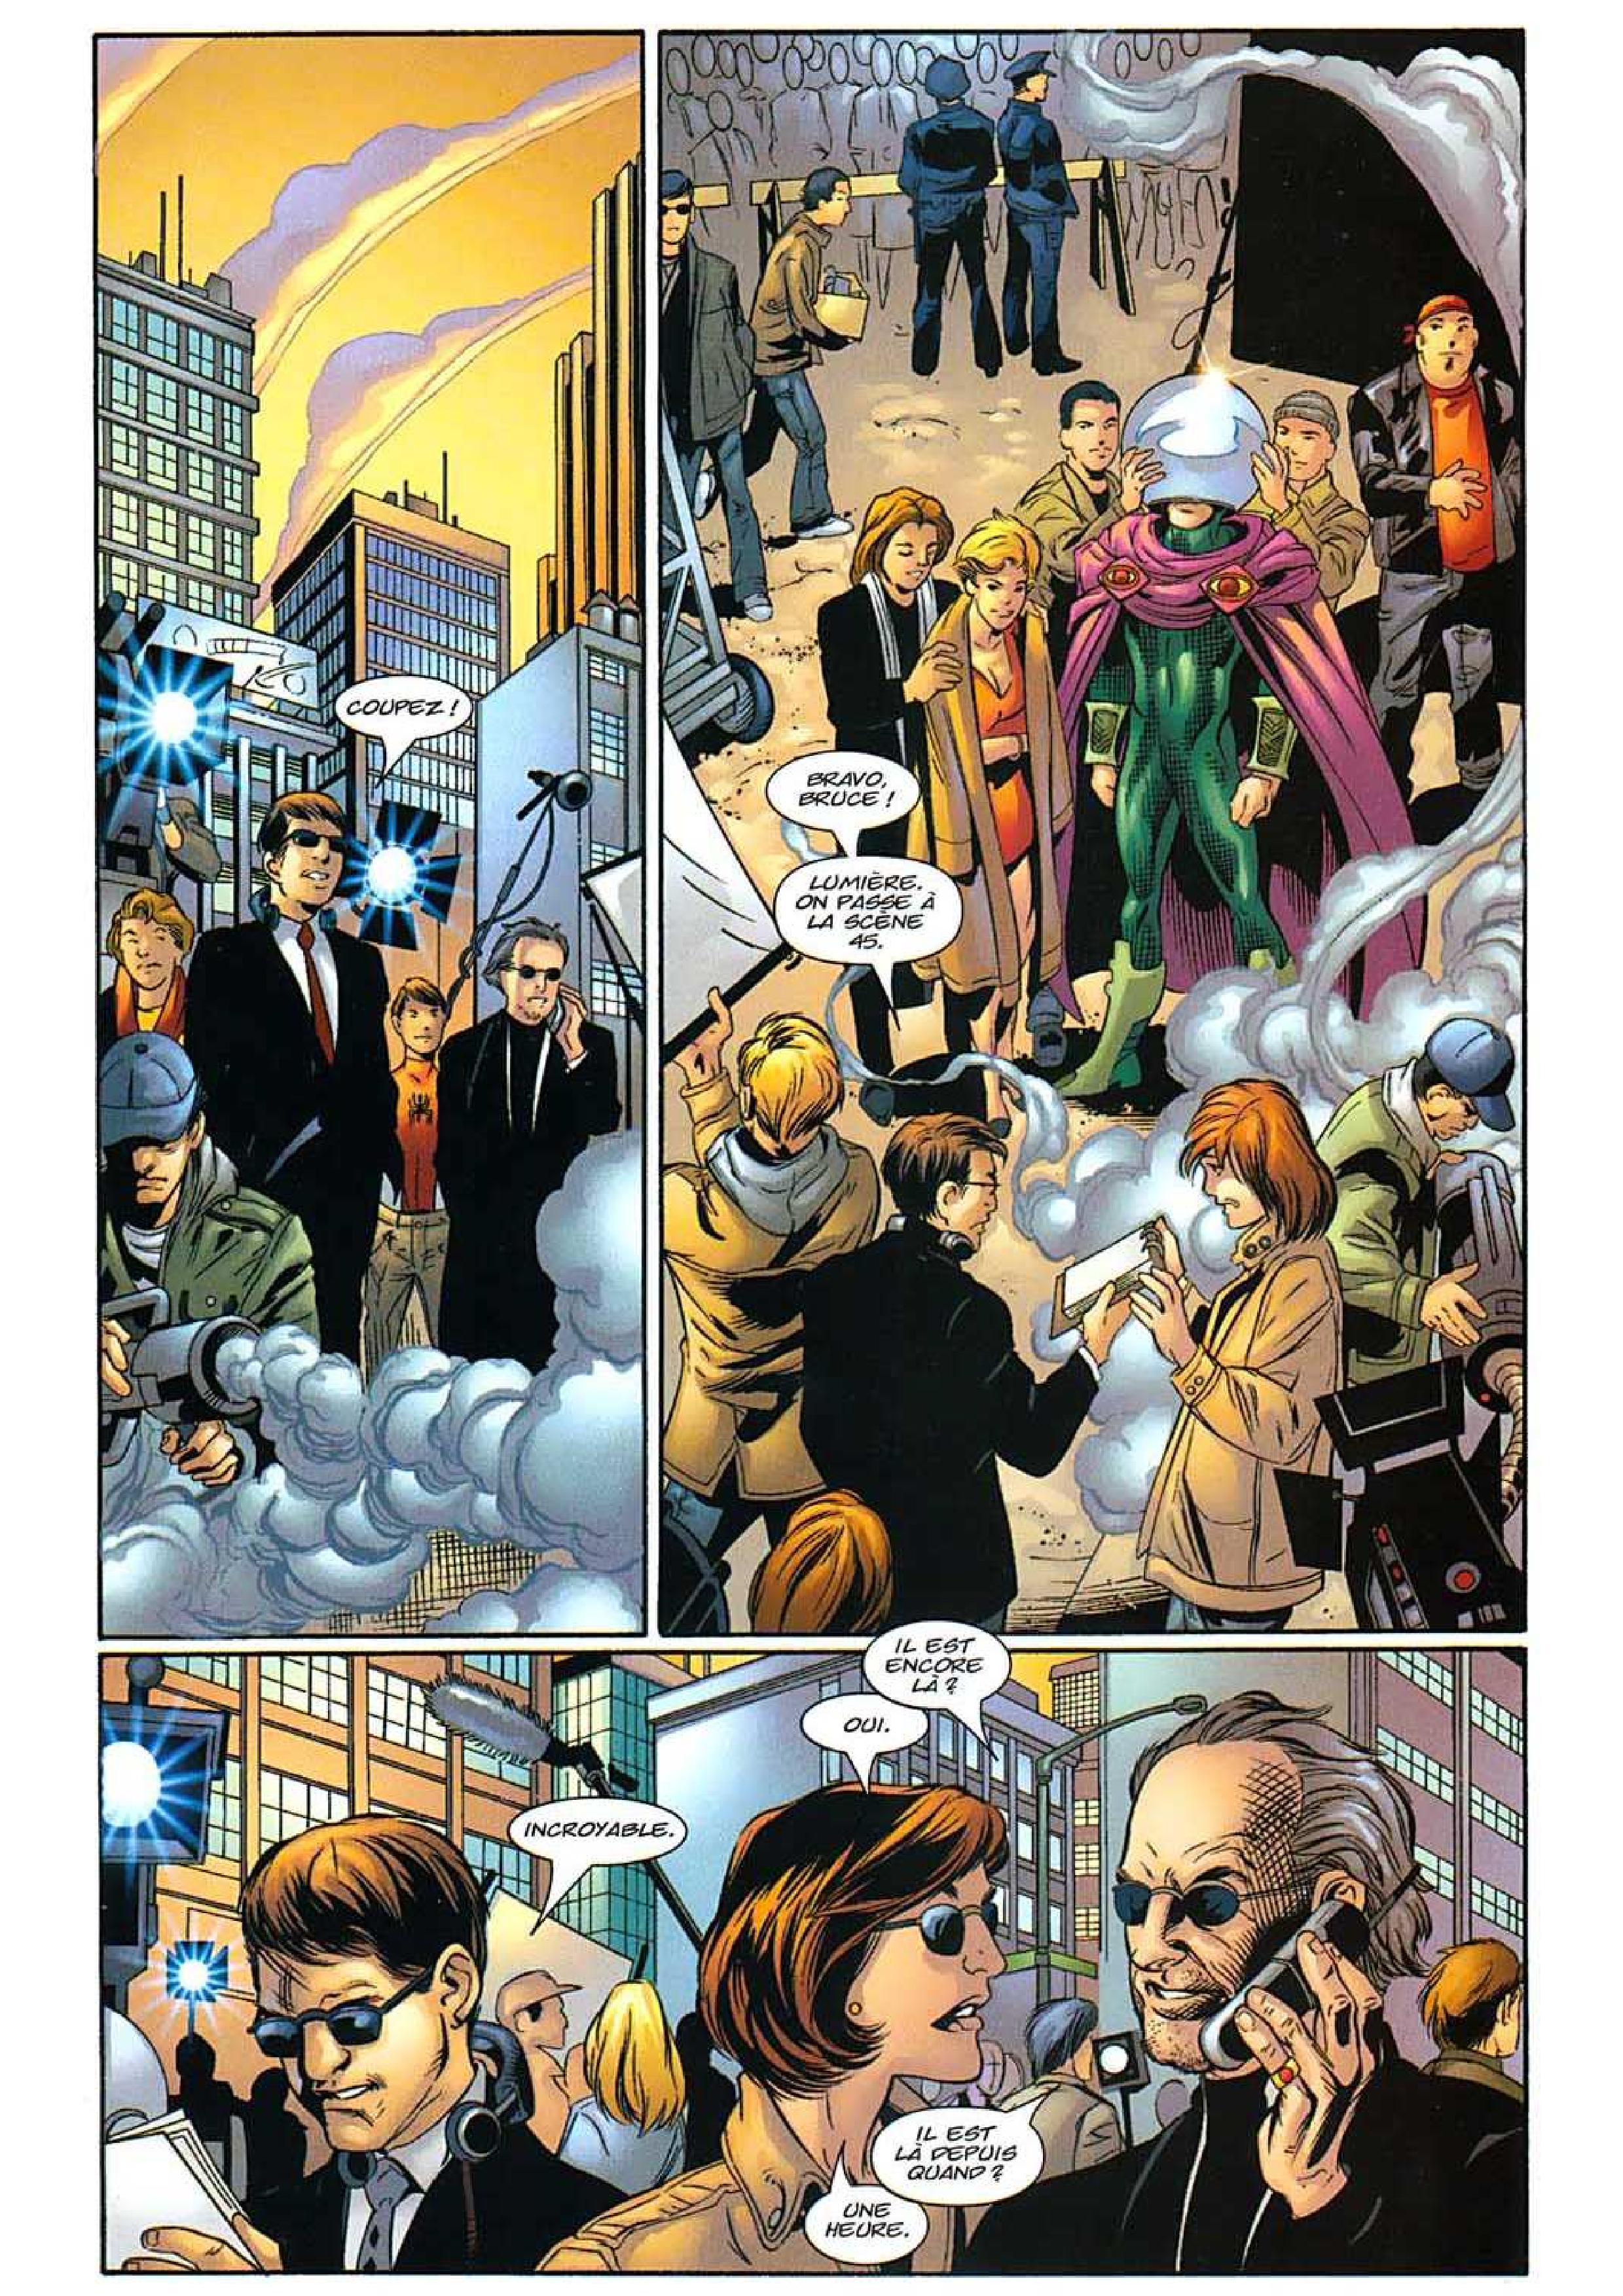 COUPEZ !
BRAVO,
BRUCE !
LUMIÈRE.
ON PASSE À
LA SCÈNE
45.
IL EST
ENCORE
LÀ ?
OUI.
INCROYABLE.
IL EST
LÀ DEPUIS
QUAND ?
UNE
HEURE.